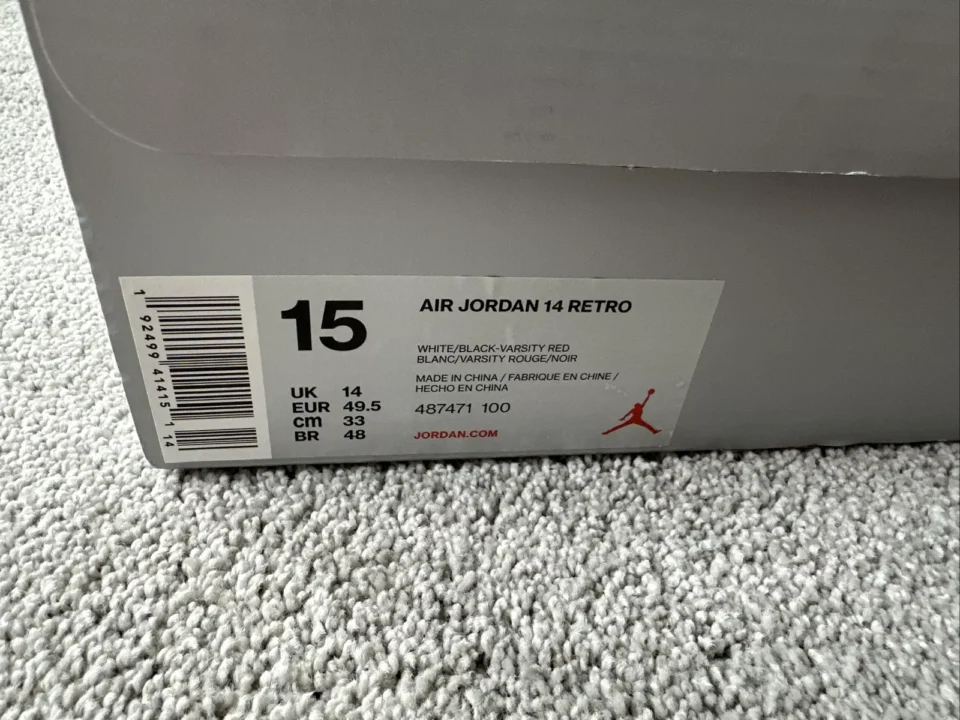 1 92499 41415 1 14
15
UK 14
EUR 49.5
cm 33
BR 48
AIR JORDAN 14 RETRO
WHITE/BLACK-VARSITY RED
BLANC/VARSITY ROUGE/NOIR
MADE IN CHINA / FABRIQUE EN CHINE /
HECHO EN CHINA
487471 100
JORDAN.COM